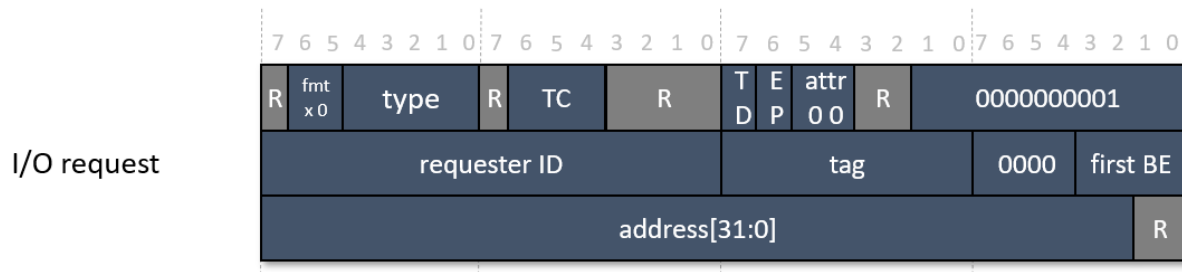 7 6 5 4 3 2 1 0 7 6 5 4 3 2 1 0 7 6 5 4 3 2 1 0 7 6 5 4 3 2 1 0
R fmt x 0 type R TC R T D E P attr 0 0 R 0000000001
I/O request requester ID tag 0000 first BE
address[31:0] R